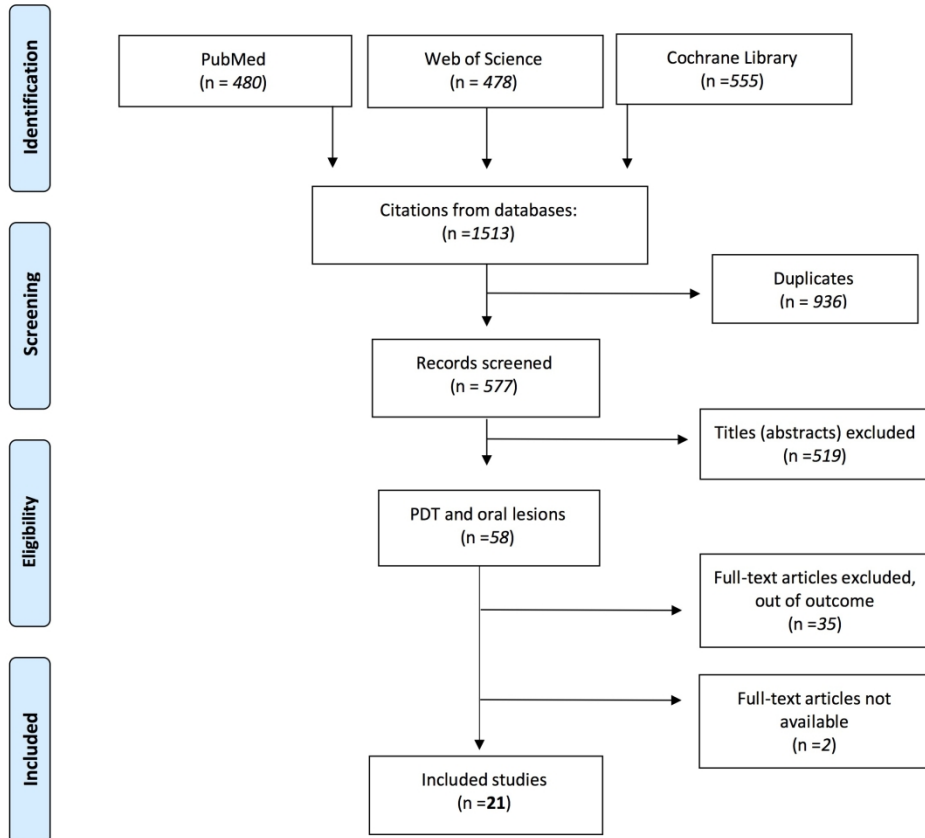 Identification
PubMed
(n = 480)
Web of Science
(n = 478)
Cochrane Library
(n =555)
Citations from databases:
(n =1513)
Screening
Duplicates
(n = 936)
Records screened
(n = 577)
Titles (abstracts) excluded
(n =519)
Eligibility
PDT and oral lesions
(n =58)
Full-text articles excluded,
out of outcome
(n =35)
Included
Full-text articles not
available
(n =2)
Included studies
(n =21)